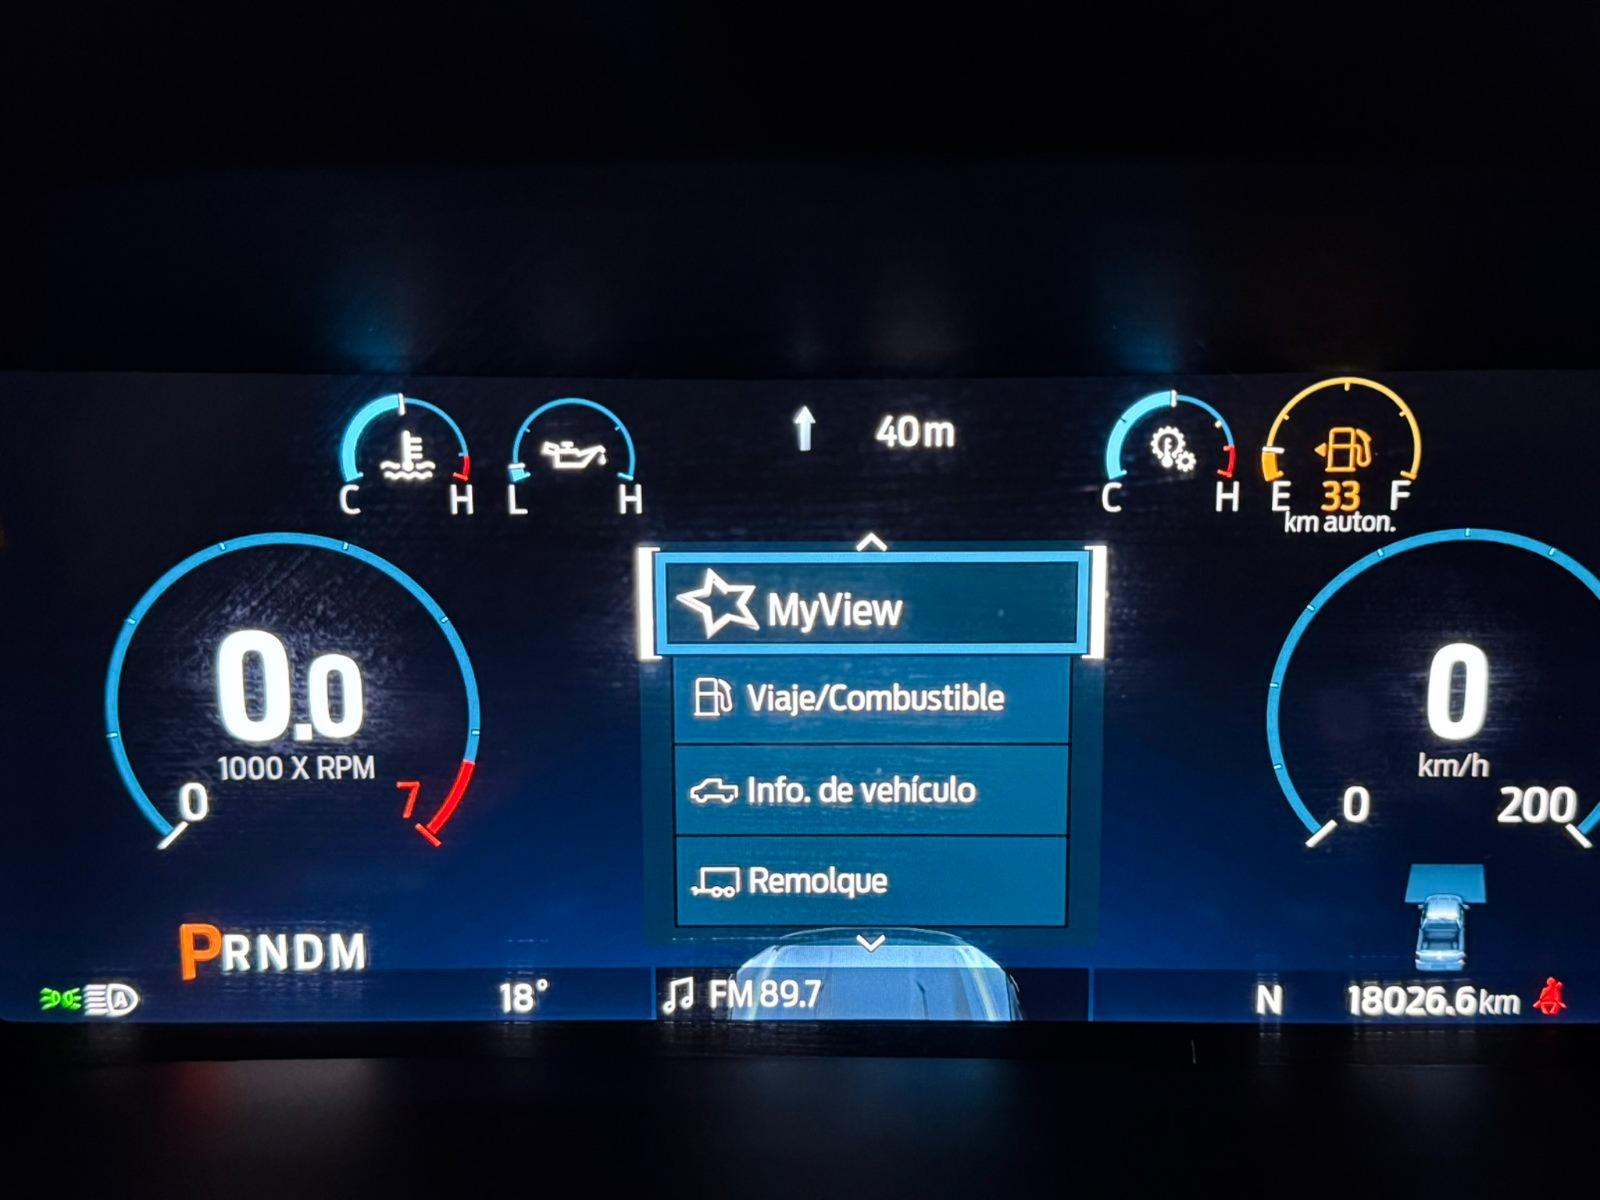 40m
C H
L H
C H
E 33 F
km auton.
MyView
Viaje/Combustible
Info. de vehículo
Remolque
0.0
1000 X RPM
0 7
0
km/h
0 200
PRNDM
A
18°
FM 89.7
N
18026.6 km